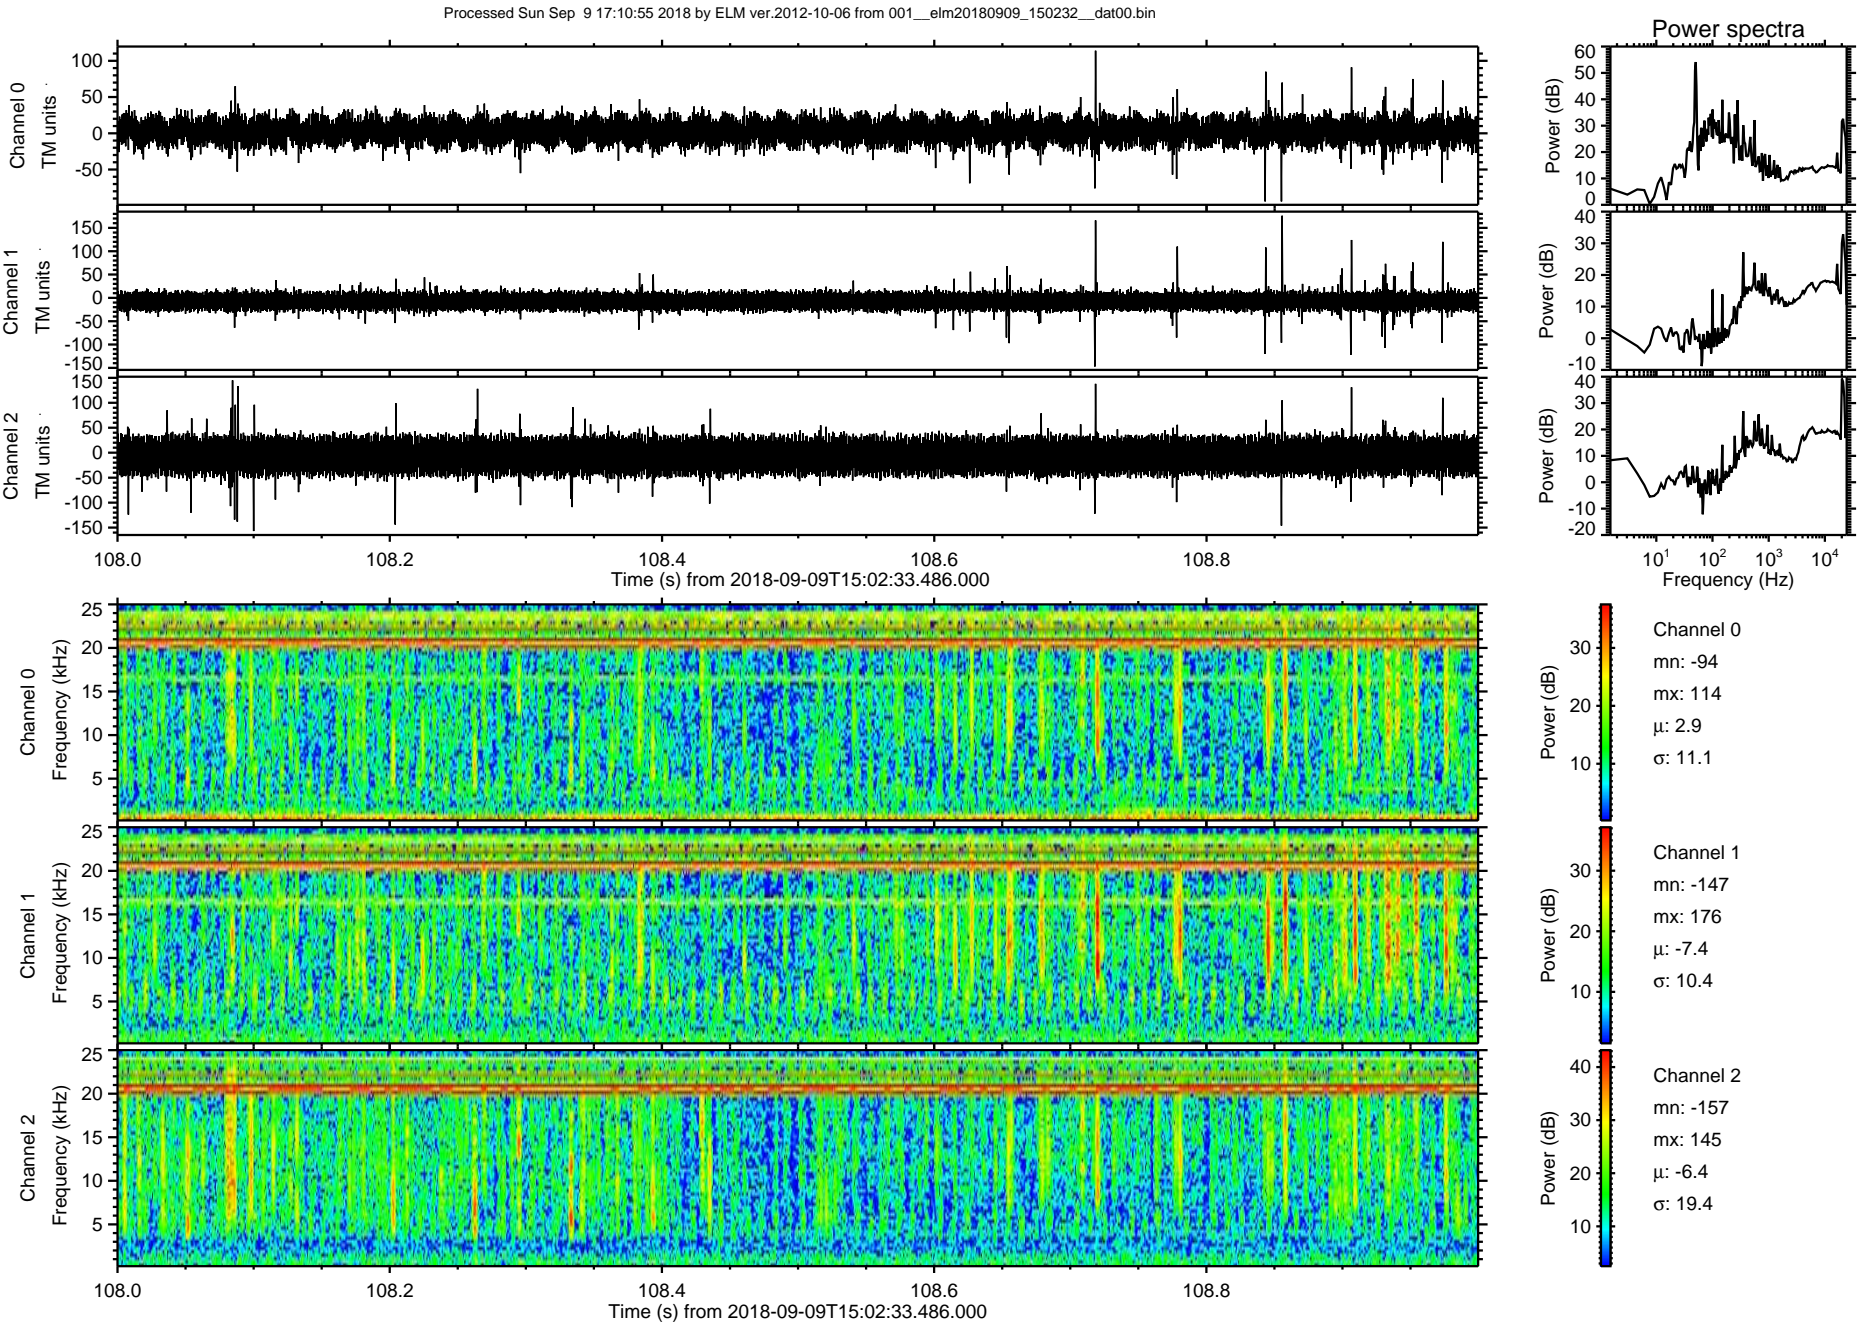 Processed Sun Sep  9 17:10:55 2018 by ELM ver.2012-10-06 from 001__elm20180909_150232__dat00.bin
Power spectra
Channel 0
TM units
100
50
0
-50
Power (dB)
60
50
40
30
20
10
0
Channel 1
TM units
150
100
50
0
-50
-100
-150
Power (dB)
40
30
20
10
0
-10
Channel 2
TM units
150
100
50
0
-50
-100
-150
Power (dB)
40
30
20
10
0
-10
-20
108.0 108.2 108.4 108.6 108.8
Time (s) from 2018-09-09T15:02:33.486.000
10¹ 10² 10³ 10⁴
Frequency (Hz)
Channel 0
Frequency (kHz)
25
20
15
10
5
Power (dB)
30
20
10
Channel 0
mn: -94
mx: 114
μ: 2.9
σ: 11.1
Channel 1
Frequency (kHz)
25
20
15
10
5
Power (dB)
30
20
10
Channel 1
mn: -147
mx: 176
μ: -7.4
σ: 10.4
Channel 2
Frequency (kHz)
25
20
15
10
5
Power (dB)
40
30
20
10
Channel 2
mn: -157
mx: 145
μ: -6.4
σ: 19.4
108.0 108.2 108.4 108.6 108.8
Time (s) from 2018-09-09T15:02:33.486.000